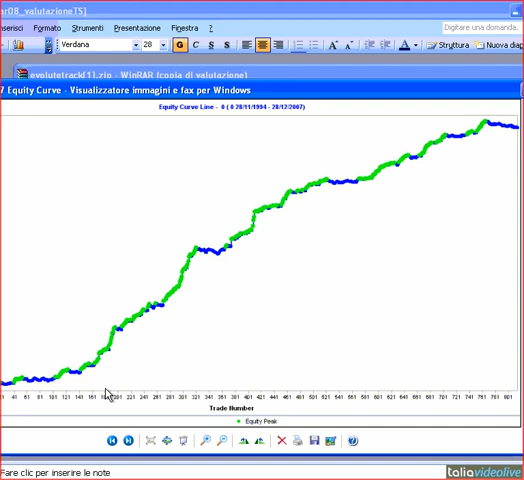 ar08_valutazioneTS]
nserisci Formato Strumenti Presentazione Finestra ? Digitare una domanda.
Verdana 28 G C S S A A A Struttura Nuova diap
evolutetrack[1].zip - WinRAR (copia di valutazione)
7 Equity Curve - Visualizzatore immagini e fax per Windows
Equity Curve Line - 0 ( 0 28/11/1994 - 28/12/2007)
21 41 61 81 101 121 141 161 181 201 221 241 261 281 301 321 341 361 381 401 421 441 461 481 501 521 541 561 581 601 621 641 661 681 701 721 741 761 781 801
Trade Number
Equity Peak
Fare clic per inserire le note
taliavideolive